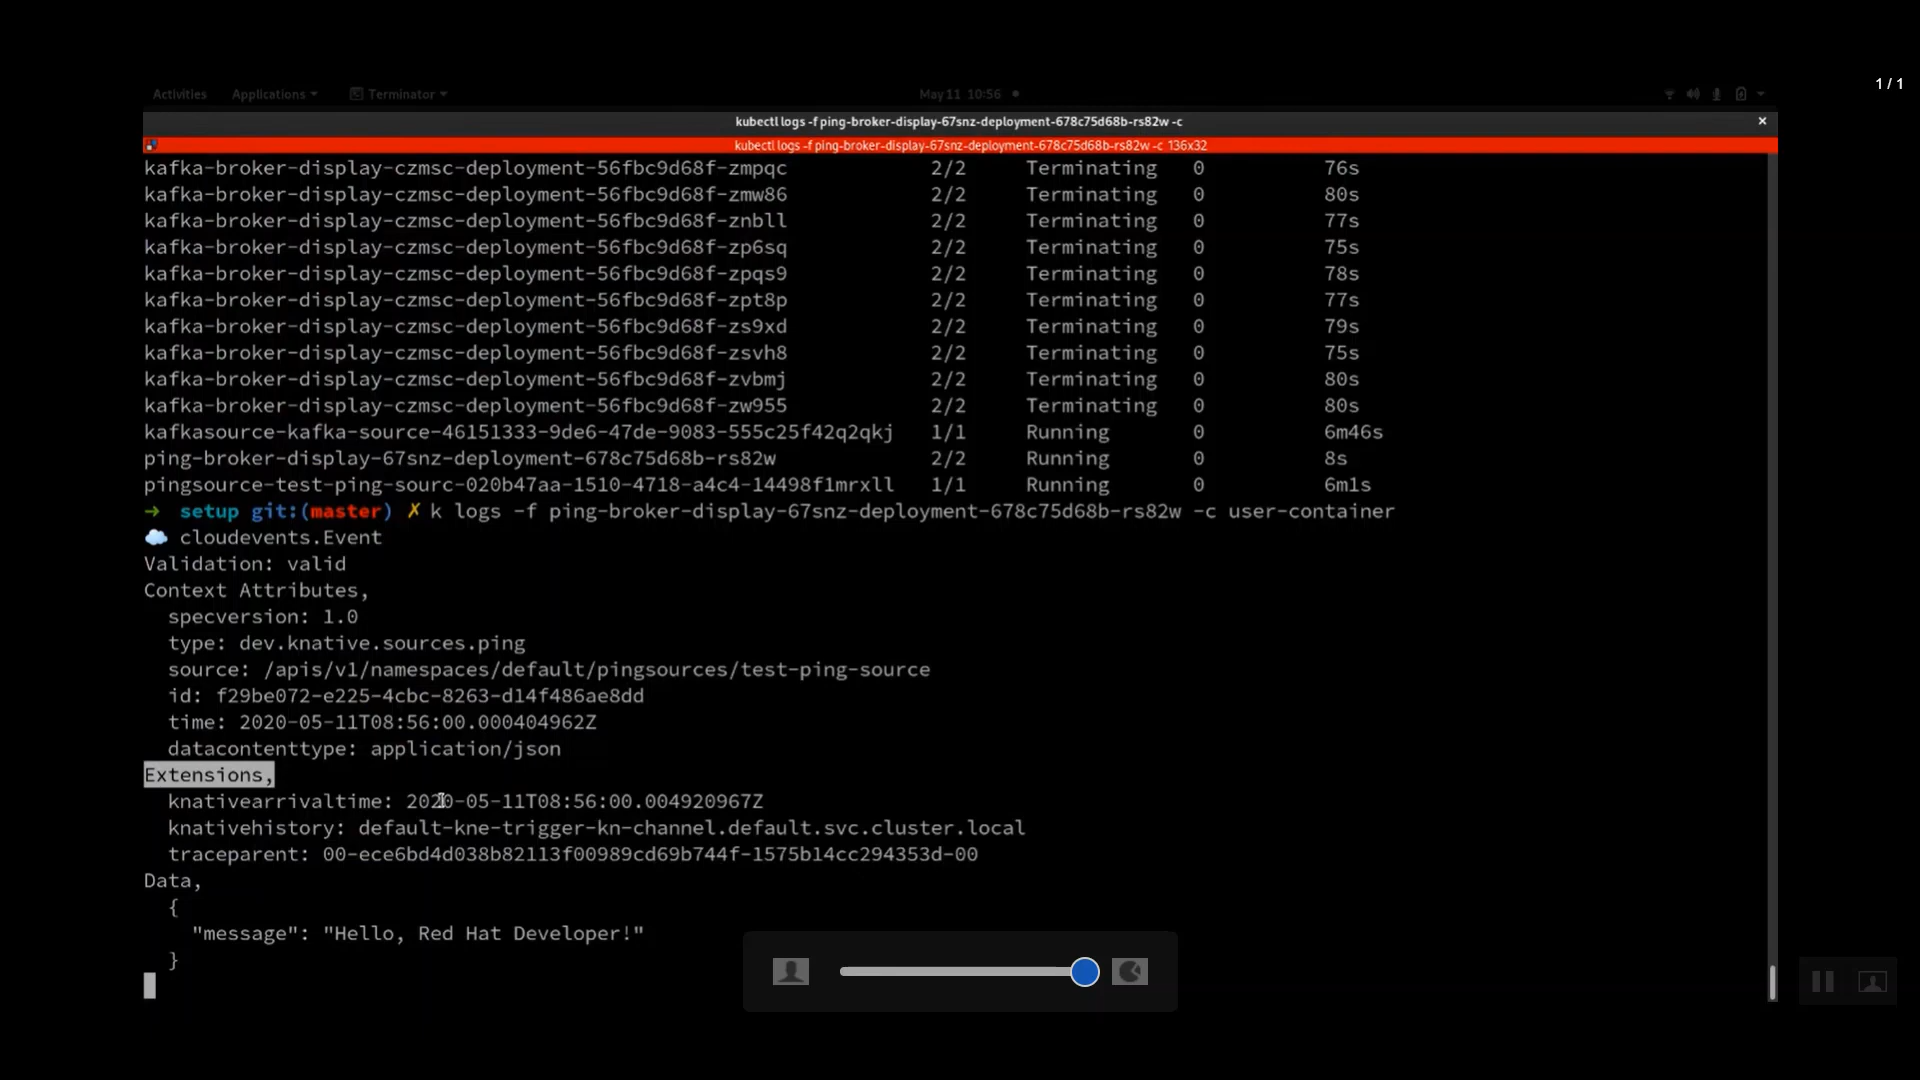 1 / 1
Activities Applications Terminator May 11 10:56
kubectl logs -f ping-broker-display-67snz-deployment-678c75d68b-rs82w -c
kubectl logs -f ping-broker-display-67snz-deployment-678c75d68b-rs82w -c 136x32
kafka-broker-display-czmsc-deployment-56fbc9d68f-zmpqc 2/2 Terminating 0 76s
kafka-broker-display-czmsc-deployment-56fbc9d68f-zmw86 2/2 Terminating 0 80s
kafka-broker-display-czmsc-deployment-56fbc9d68f-znbll 2/2 Terminating 0 77s
kafka-broker-display-czmsc-deployment-56fbc9d68f-zp6sq 2/2 Terminating 0 75s
kafka-broker-display-czmsc-deployment-56fbc9d68f-zpqs9 2/2 Terminating 0 78s
kafka-broker-display-czmsc-deployment-56fbc9d68f-zpt8p 2/2 Terminating 0 77s
kafka-broker-display-czmsc-deployment-56fbc9d68f-zs9xd 2/2 Terminating 0 79s
kafka-broker-display-czmsc-deployment-56fbc9d68f-zsvh8 2/2 Terminating 0 75s
kafka-broker-display-czmsc-deployment-56fbc9d68f-zvbmj 2/2 Terminating 0 80s
kafka-broker-display-czmsc-deployment-56fbc9d68f-zw955 2/2 Terminating 0 80s
kafkasource-kafka-source-46151333-9de6-47de-9083-555c25f42q2qkj 1/1 Running 0 6m46s
ping-broker-display-67snz-deployment-678c75d68b-rs82w 2/2 Running 0 8s
pingsource-test-ping-sourc-020b47aa-1510-4718-a4c4-14498f1mrxll 1/1 Running 0 6m1s
→ setup git:(master) ✗ k logs -f ping-broker-display-67snz-deployment-678c75d68b-rs82w -c user-container
☁️ cloudevents.Event
Validation: valid
Context Attributes,
specversion: 1.0
type: dev.knative.sources.ping
source: /apis/v1/namespaces/default/pingsources/test-ping-source
id: f29be072-e225-4cbc-8263-d14f486ae8dd
time: 2020-05-11T08:56:00.000404962Z
datacontenttype: application/json
Extensions,
knativearrivaltime: 2020-05-11T08:56:00.004920967Z
knativehistory: default-kne-trigger-kn-channel.default.svc.cluster.local
traceparent: 00-ece6bd4d038b82113f00989cd69b744f-1575b14cc294353d-00
Data,
{
"message": "Hello, Red Hat Developer!"
}